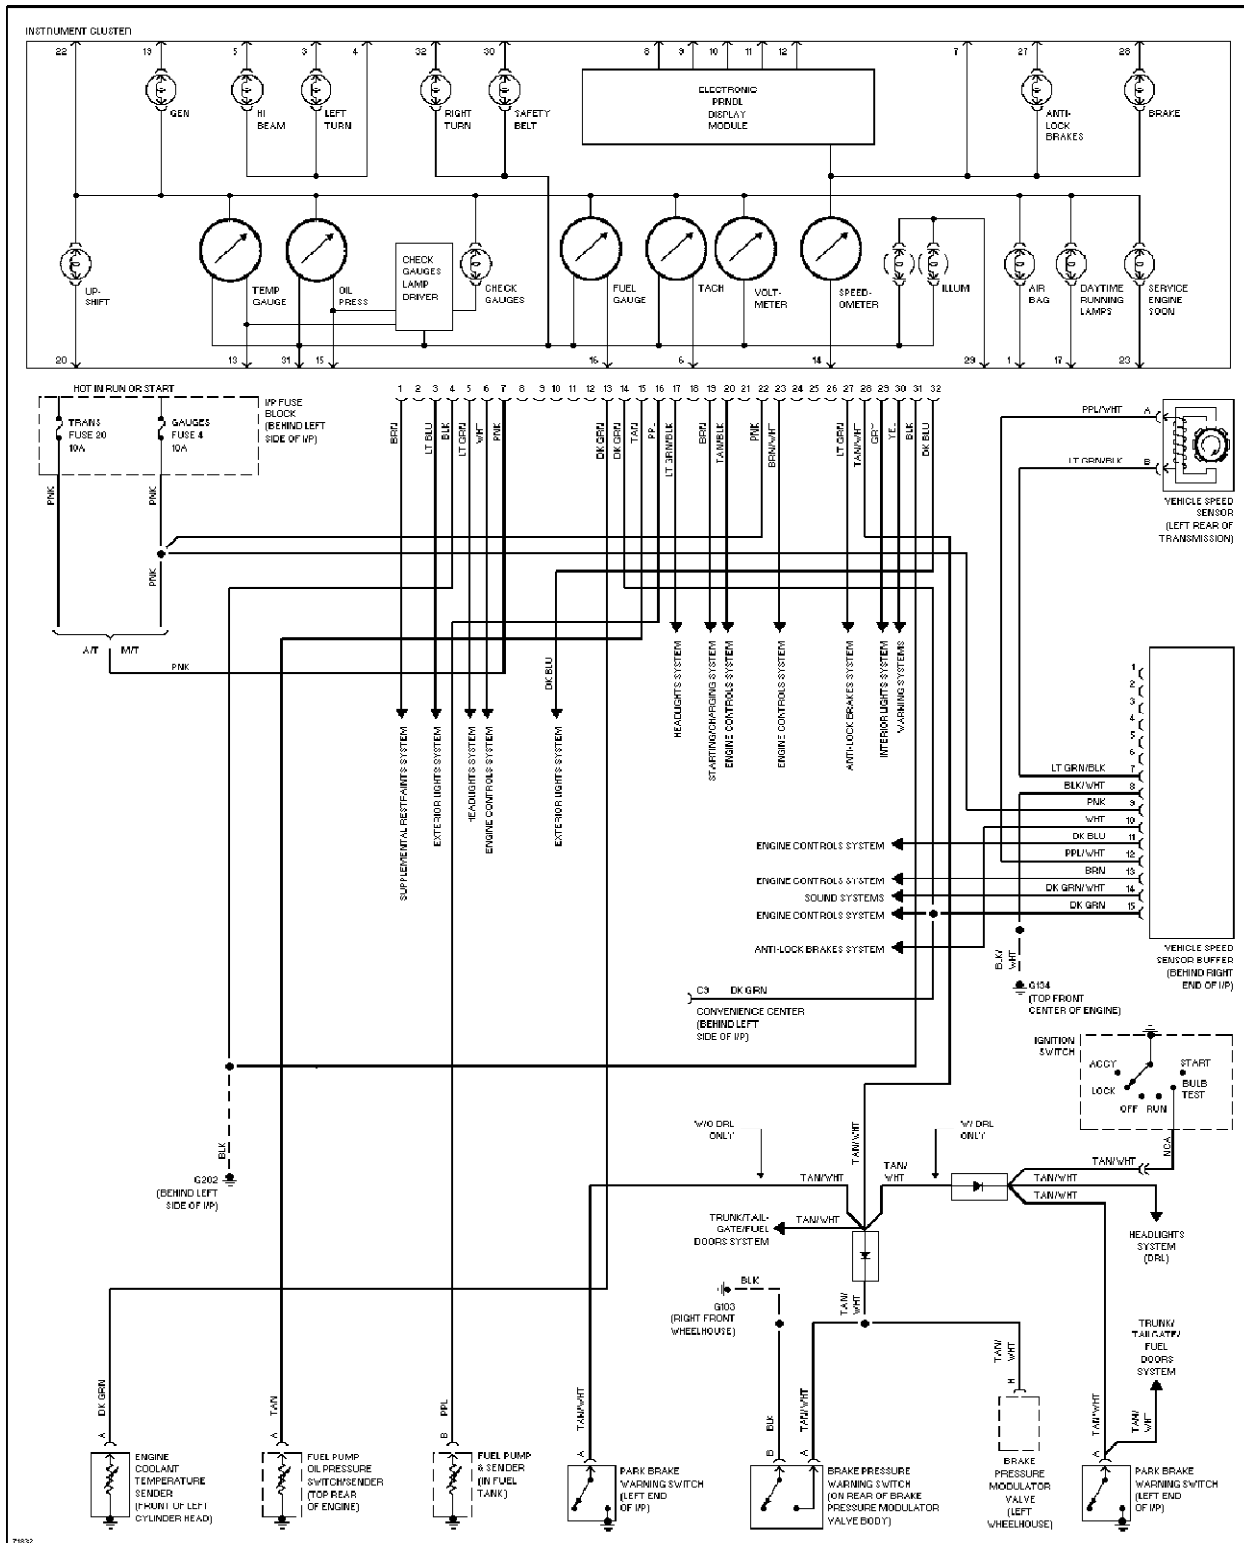 INSTRUMENT CLUSTER
22 19 5 3 4 32 30 8 9 10 11 12 7 27 28
GEN
HI
BEAM
LEFT
TURN
RIGHT
TURN
SAFETY
BELT
ELECTRONIC
PRNDL
DISPLAY
MODULE
ANTI-
LOCK
BRAKES
BRAKE
UP-
SHIFT
TEMP
GAUGE
OIL
PRESS
CHECK
GAUGES
LAMP
DRIVER
CHECK
GAUGES
FUEL
GAUGE
TACH
VOLT-
METER
SPEED-
OMETER
ILLUM
AIR
BAG
DAYTIME
RUNNING
LAMPS
SERVICE
ENGINE
SOON
20 13 31 15 16 6 14 29 1 17 23
HOT IN RUN OR START
TRANS
FUSE 20
10A
GAUGES
FUSE 4
10A
I/P FUSE
BLOCK
(BEHIND LEFT
SIDE OF I/P)
1 2 3 4 5 6 7 8 9 10 11 12 13 14 15 16 17 18 19 20 21 22 23 24 25 26 27 28 29 30 31 32
BRN
LT BLU
BLK
LT GRN
WHT
PNK
DK GRN
DK GRN
TAN
PPL
LT GRN/BLK
BRN
TAN/BLK
PNK
BRN/WHT
LT GRN
TAN/WHT
GRY
YEL
BLK
DK BLU
PPL/WHT A
LT GRN/BLK B
VEHICLE SPEED
SENSOR
(LEFT REAR OF
TRANSMISSION)
PNK
PNK
PNK
A/T M/T
PNK
DK BLU
SUPPLEMENTAL RESTRAINTS SYSTEM
EXTERIOR LIGHTS SYSTEM
HEADLIGHTS SYSTEM
ENGINE CONTROLS SYSTEM
EXTERIOR LIGHTS SYSTEM
HEADLIGHTS SYSTEM
STARTING/CHARGING SYSTEM
ENGINE CONTROLS SYSTEM
ENGINE CONTROLS SYSTEM
ANTI-LOCK BRAKES SYSTEM
INTERIOR LIGHTS SYSTEM
WARNING SYSTEMS
1
2
3
4
5
6
LT GRN/BLK 7
BLK/WHT 8
PNK 9
WHT 10
DK BLU 11
PPL/WHT 12
BRN 13
DK GRN/WHT 14
DK GRN 15
ENGINE CONTROLS SYSTEM
ENGINE CONTROLS SYSTEM
SOUND SYSTEMS
ENGINE CONTROLS SYSTEM
ANTI-LOCK BRAKES SYSTEM
VEHICLE SPEED
SENSOR BUFFER
(BEHIND RIGHT
END OF I/P)
BLK/
WHT
G134
(TOP FRONT
CENTER OF ENGINE)
C9 DK GRN
CONVENIENCE CENTER
(BEHIND LEFT
SIDE OF I/P)
IGNITION
SWITCH
ACCY
LOCK
OFF RUN
START
BULB
TEST
NCA
BLK
G202
(BEHIND LEFT
SIDE OF I/P)
W/O DRL
ONLY
TAN/WHT
W/ DRL
ONLY
TAN/WHT
TAN/
WHT
TAN/WHT
TAN/WHT
TAN/WHT
TRUNK/TAIL-
GATE/FUEL
DOORS SYSTEM
TAN/WHT
HEADLIGHTS
SYSTEM
(DRL)
BLK
G103
(RIGHT FRONT
WHEELHOUSE)
TAN/
WHT
TAN/
WHT
TRUNK/
TAILGATE/
FUEL
DOORS
SYSTEM
A DK GRN
A TAN
B PPL
A TAN/WHT
B BLK
A TAN/WHT
H
A TAN/WHT
TAN/
WHT
ENGINE
COOLANT
TEMPERATURE
SENDER
(FRONT OF LEFT
CYLINDER HEAD)
FUEL PUMP
OIL PRESSURE
SWITCH/SENDER
(TOP REAR
OF ENGINE)
FUEL PUMP
& SENDER
(IN FUEL
TANK)
PARK BRAKE
WARNING SWITCH
(LEFT END
OF I/P)
BRAKE PRESSURE
WARNING SWITCH
(ON REAR OF BRAKE
PRESSURE MODULATOR
VALVE BODY)
BRAKE
PRESSURE
MODULATOR
VALVE
(LEFT
WHEELHOUSE)
PARK BRAKE
WARNING SWITCH
(LEFT END
OF I/P)